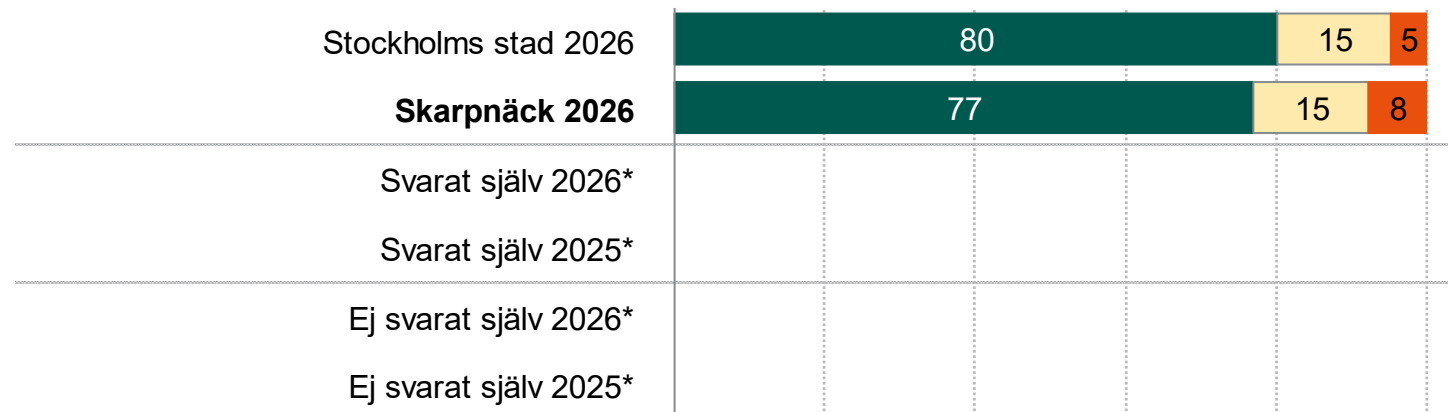 Stockholms stad 2026 80 15 5
Skarpnäck 2026 77 15 8
Svarat själv 2026*
Svarat själv 2025*
Ej svarat själv 2026*
Ej svarat själv 2025*